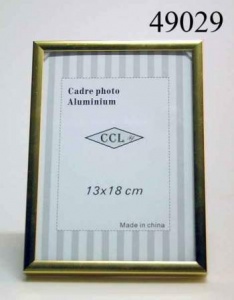 49029
Cadre photo
Aluminium
CCL
13x18 cm
Made in china